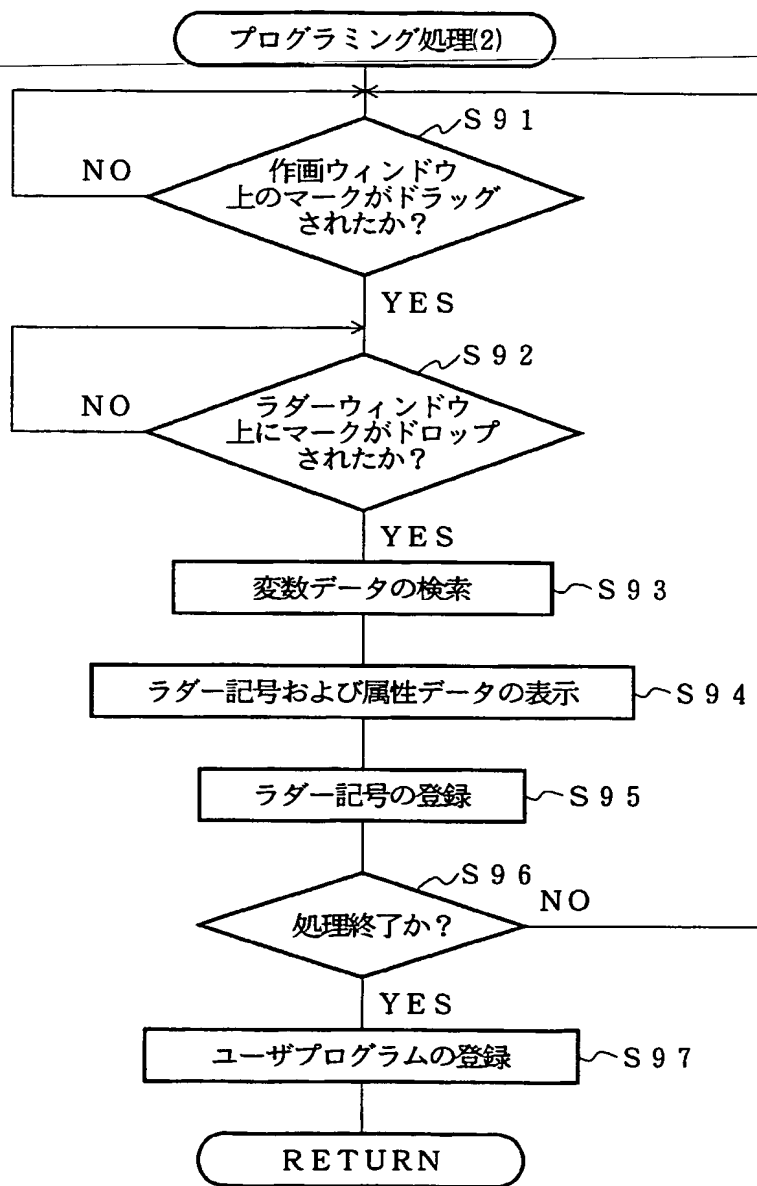 プログラミング処理(2)
S91
作画ウィンドウ
上のマークがドラッグ
されたか?
NO
YES
S92
ラダーウィンドウ
上にマークがドロップ
されたか?
NO
YES
変数データの検索
S93
ラダー記号および属性データの表示
S94
ラダー記号の登録
S95
S96
処理終了か?
NO
YES
ユーザプログラムの登録
S97
RETURN